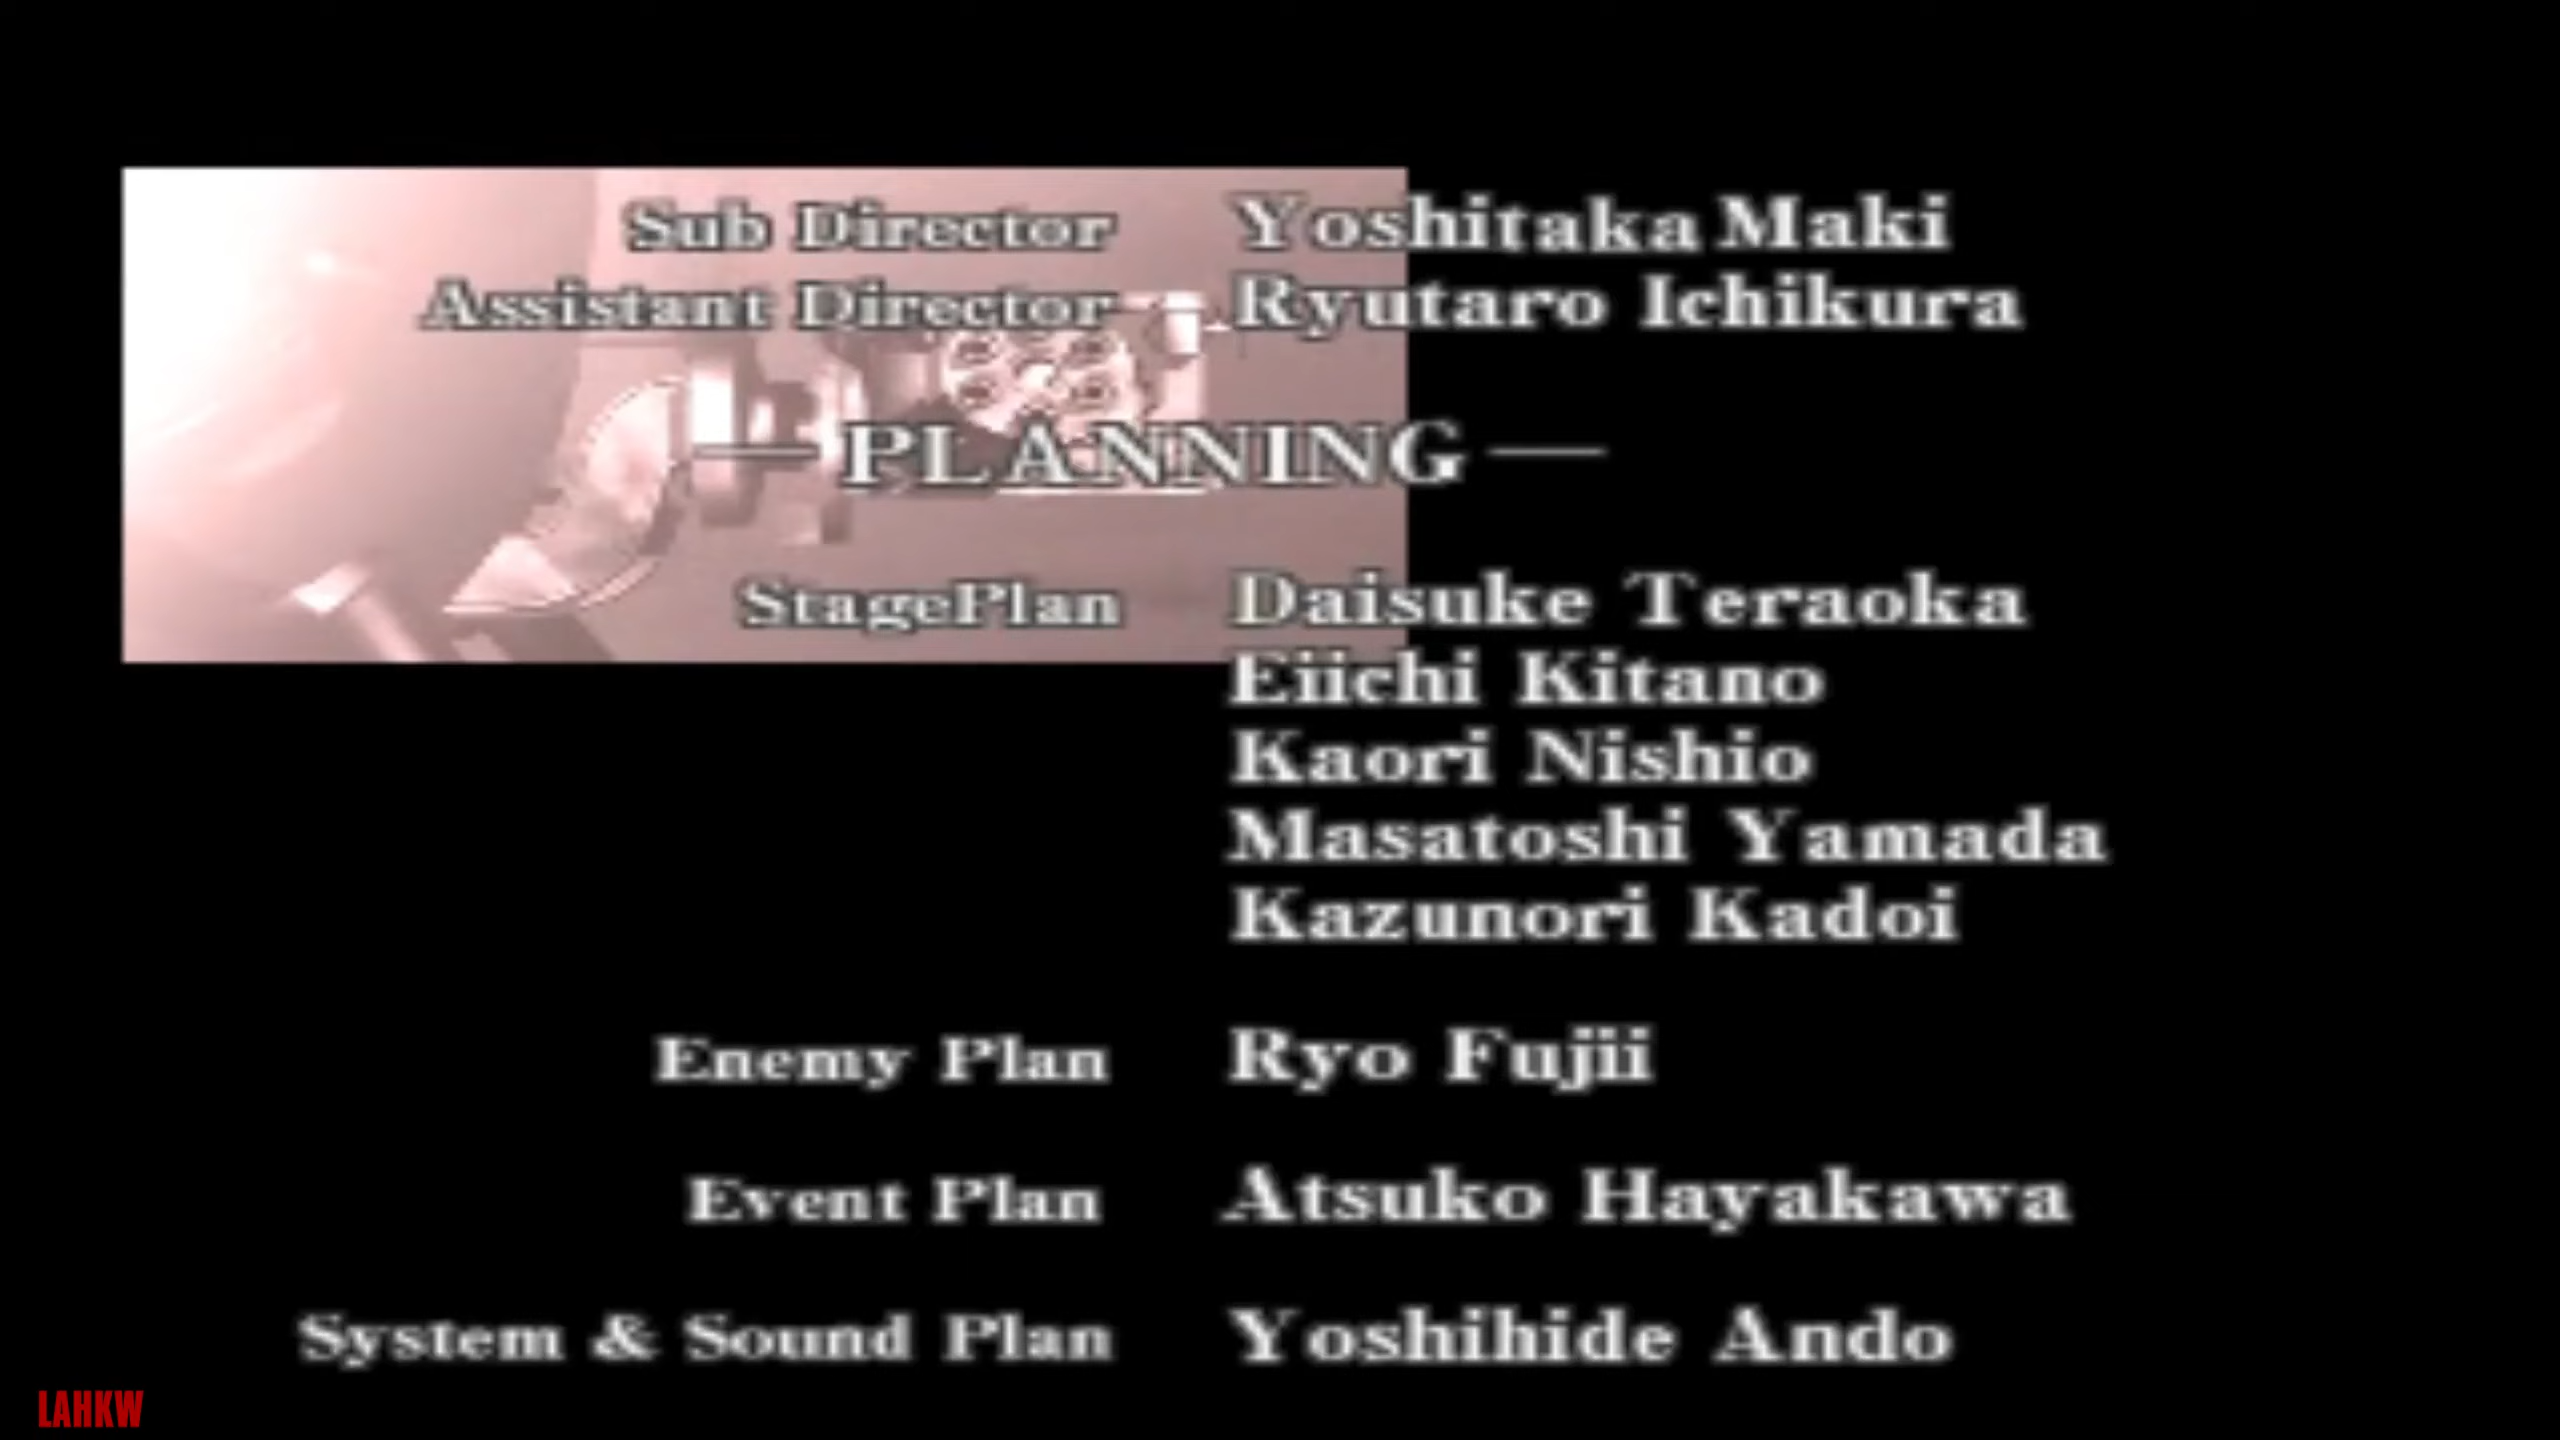 Sub Director Yoshitaka Maki
Assistant Director Ryutaro Ichikura
— PLANNING —
StagePlan Daisuke Teraoka
Eiichi Kitano
Kaori Nishio
Masatoshi Yamada
Kazunori Kadoi
Enemy Plan Ryo Fujii
Event Plan Atsuko Hayakawa
System & Sound Plan Yoshihide Ando
LAHKW